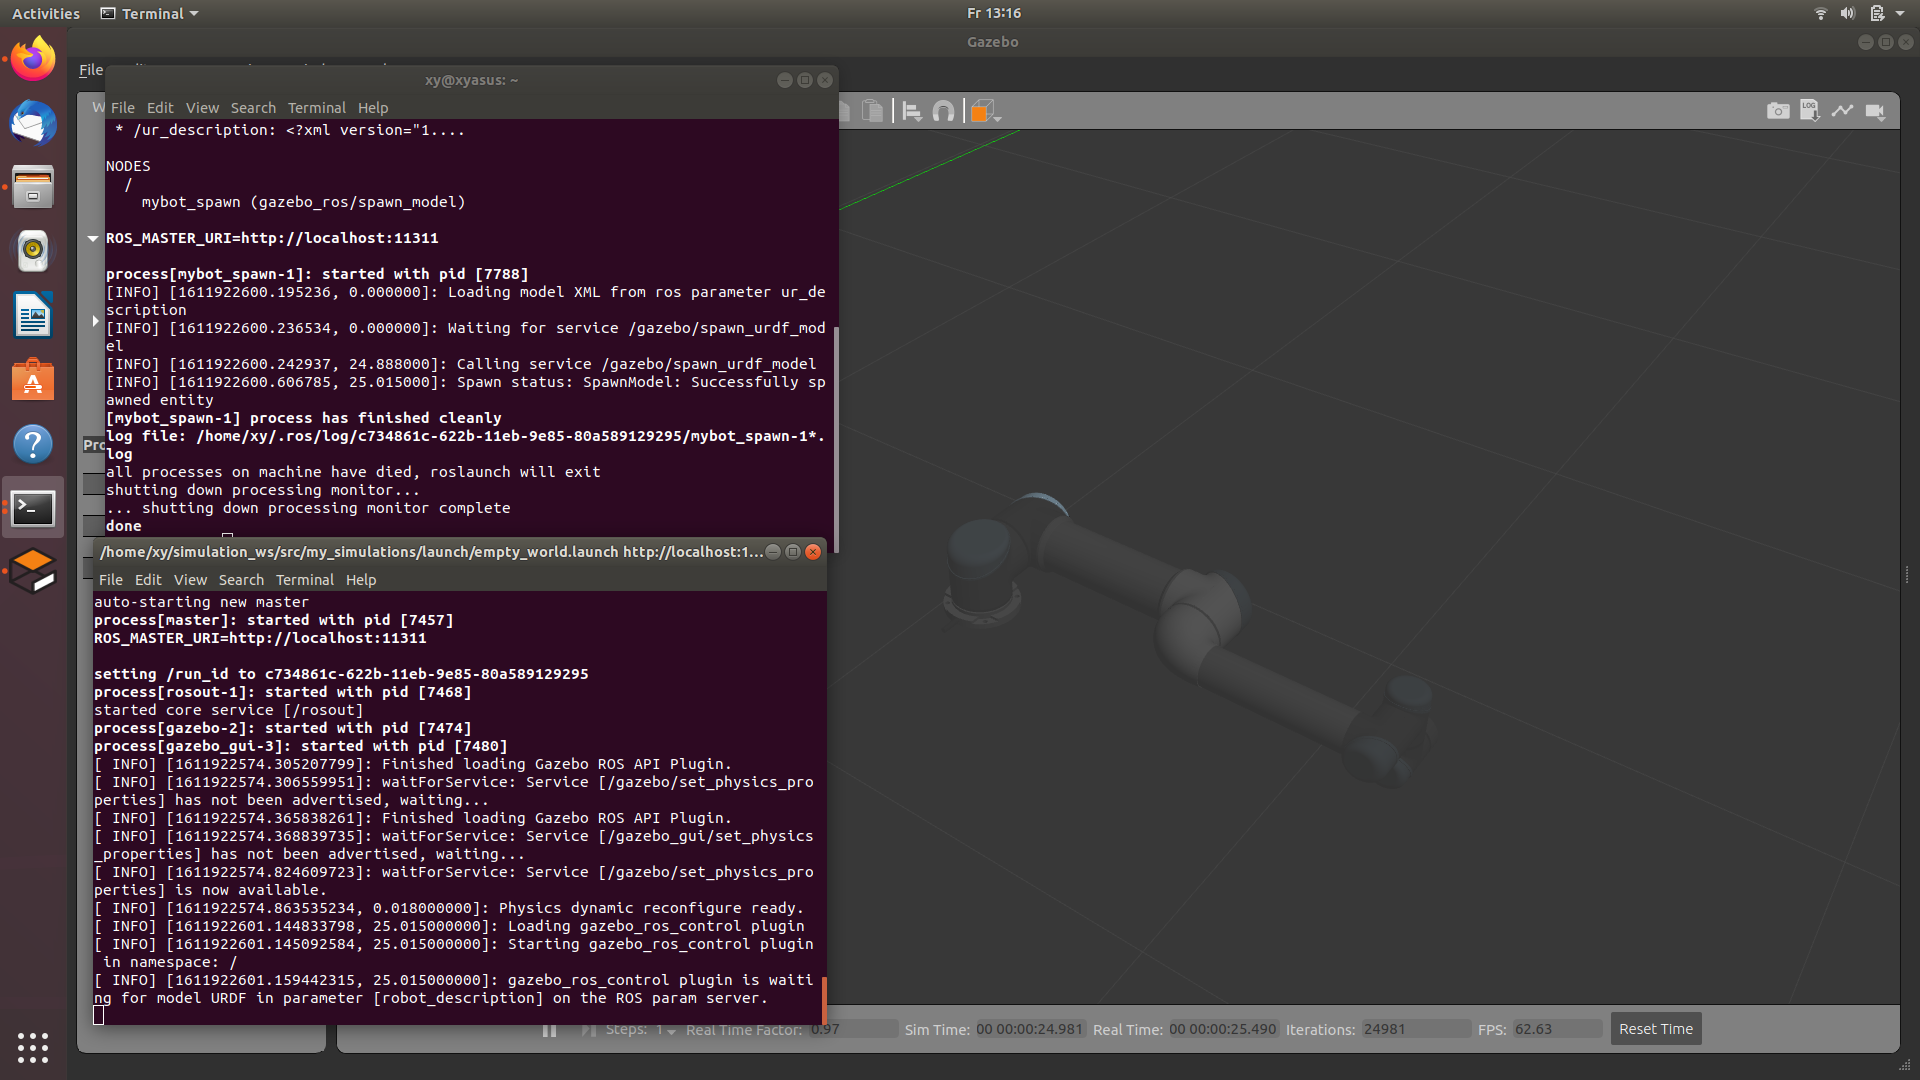 Activities
Terminal
Fr 13:16
Gazebo
File
xy@xyasus: ~
File Edit View Search Terminal Help
* /ur_description: <?xml version="1....
NODES
/
mybot_spawn (gazebo_ros/spawn_model)
ROS_MASTER_URI=http://localhost:11311
process[mybot_spawn-1]: started with pid [7788]
[INFO] [1611922600.195236, 0.000000]: Loading model XML from ros parameter ur_de
scription
[INFO] [1611922600.236534, 0.000000]: Waiting for service /gazebo/spawn_urdf_mod
el
[INFO] [1611922600.242937, 24.888000]: Calling service /gazebo/spawn_urdf_model
[INFO] [1611922600.606785, 25.015000]: Spawn status: SpawnModel: Successfully sp
awned entity
[mybot_spawn-1] process has finished cleanly
log file: /home/xy/.ros/log/c734861c-622b-11eb-9e85-80a589129295/mybot_spawn-1*.
log
all processes on machine have died, roslaunch will exit
shutting down processing monitor...
... shutting down processing monitor complete
done
/home/xy/simulation_ws/src/my_simulations/launch/empty_world.launch http://localhost:1...
File Edit View Search Terminal Help
auto-starting new master
process[master]: started with pid [7457]
ROS_MASTER_URI=http://localhost:11311
setting /run_id to c734861c-622b-11eb-9e85-80a589129295
process[rosout-1]: started with pid [7468]
started core service [/rosout]
process[gazebo-2]: started with pid [7474]
process[gazebo_gui-3]: started with pid [7480]
[ INFO] [1611922574.305207799]: Finished loading Gazebo ROS API Plugin.
[ INFO] [1611922574.306559951]: waitForService: Service [/gazebo/set_physics_pro
perties] has not been advertised, waiting...
[ INFO] [1611922574.365838261]: Finished loading Gazebo ROS API Plugin.
[ INFO] [1611922574.368839735]: waitForService: Service [/gazebo_gui/set_physics
_properties] has not been advertised, waiting...
[ INFO] [1611922574.824609723]: waitForService: Service [/gazebo/set_physics_pro
perties] is now available.
[ INFO] [1611922574.863535234, 0.018000000]: Physics dynamic reconfigure ready.
[ INFO] [1611922601.144833798, 25.015000000]: Loading gazebo_ros_control plugin
[ INFO] [1611922601.145092584, 25.015000000]: Starting gazebo_ros_control plugin
in namespace: /
[ INFO] [1611922601.159442315, 25.015000000]: gazebo_ros_control plugin is waiti
ng for model URDF in parameter [robot_description] on the ROS param server.
LOG
Steps: 1 Real Time Factor: 0.97 Sim Time: 00 00:00:24.981 Real Time: 00 00:00:25.490 Iterations: 24981 FPS: 62.63 Reset Time